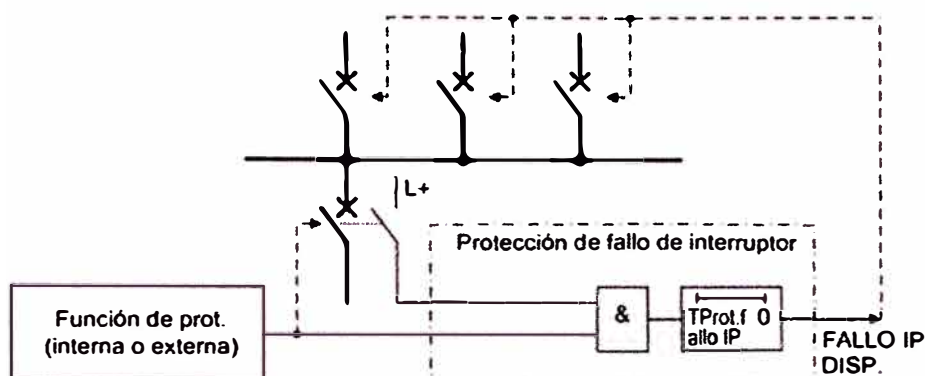 L+
Protección de fallo de interruptor
Función de prot.
(interna o externa)
&
TProt.f 0
allo IP
FALLO IP
DISP.